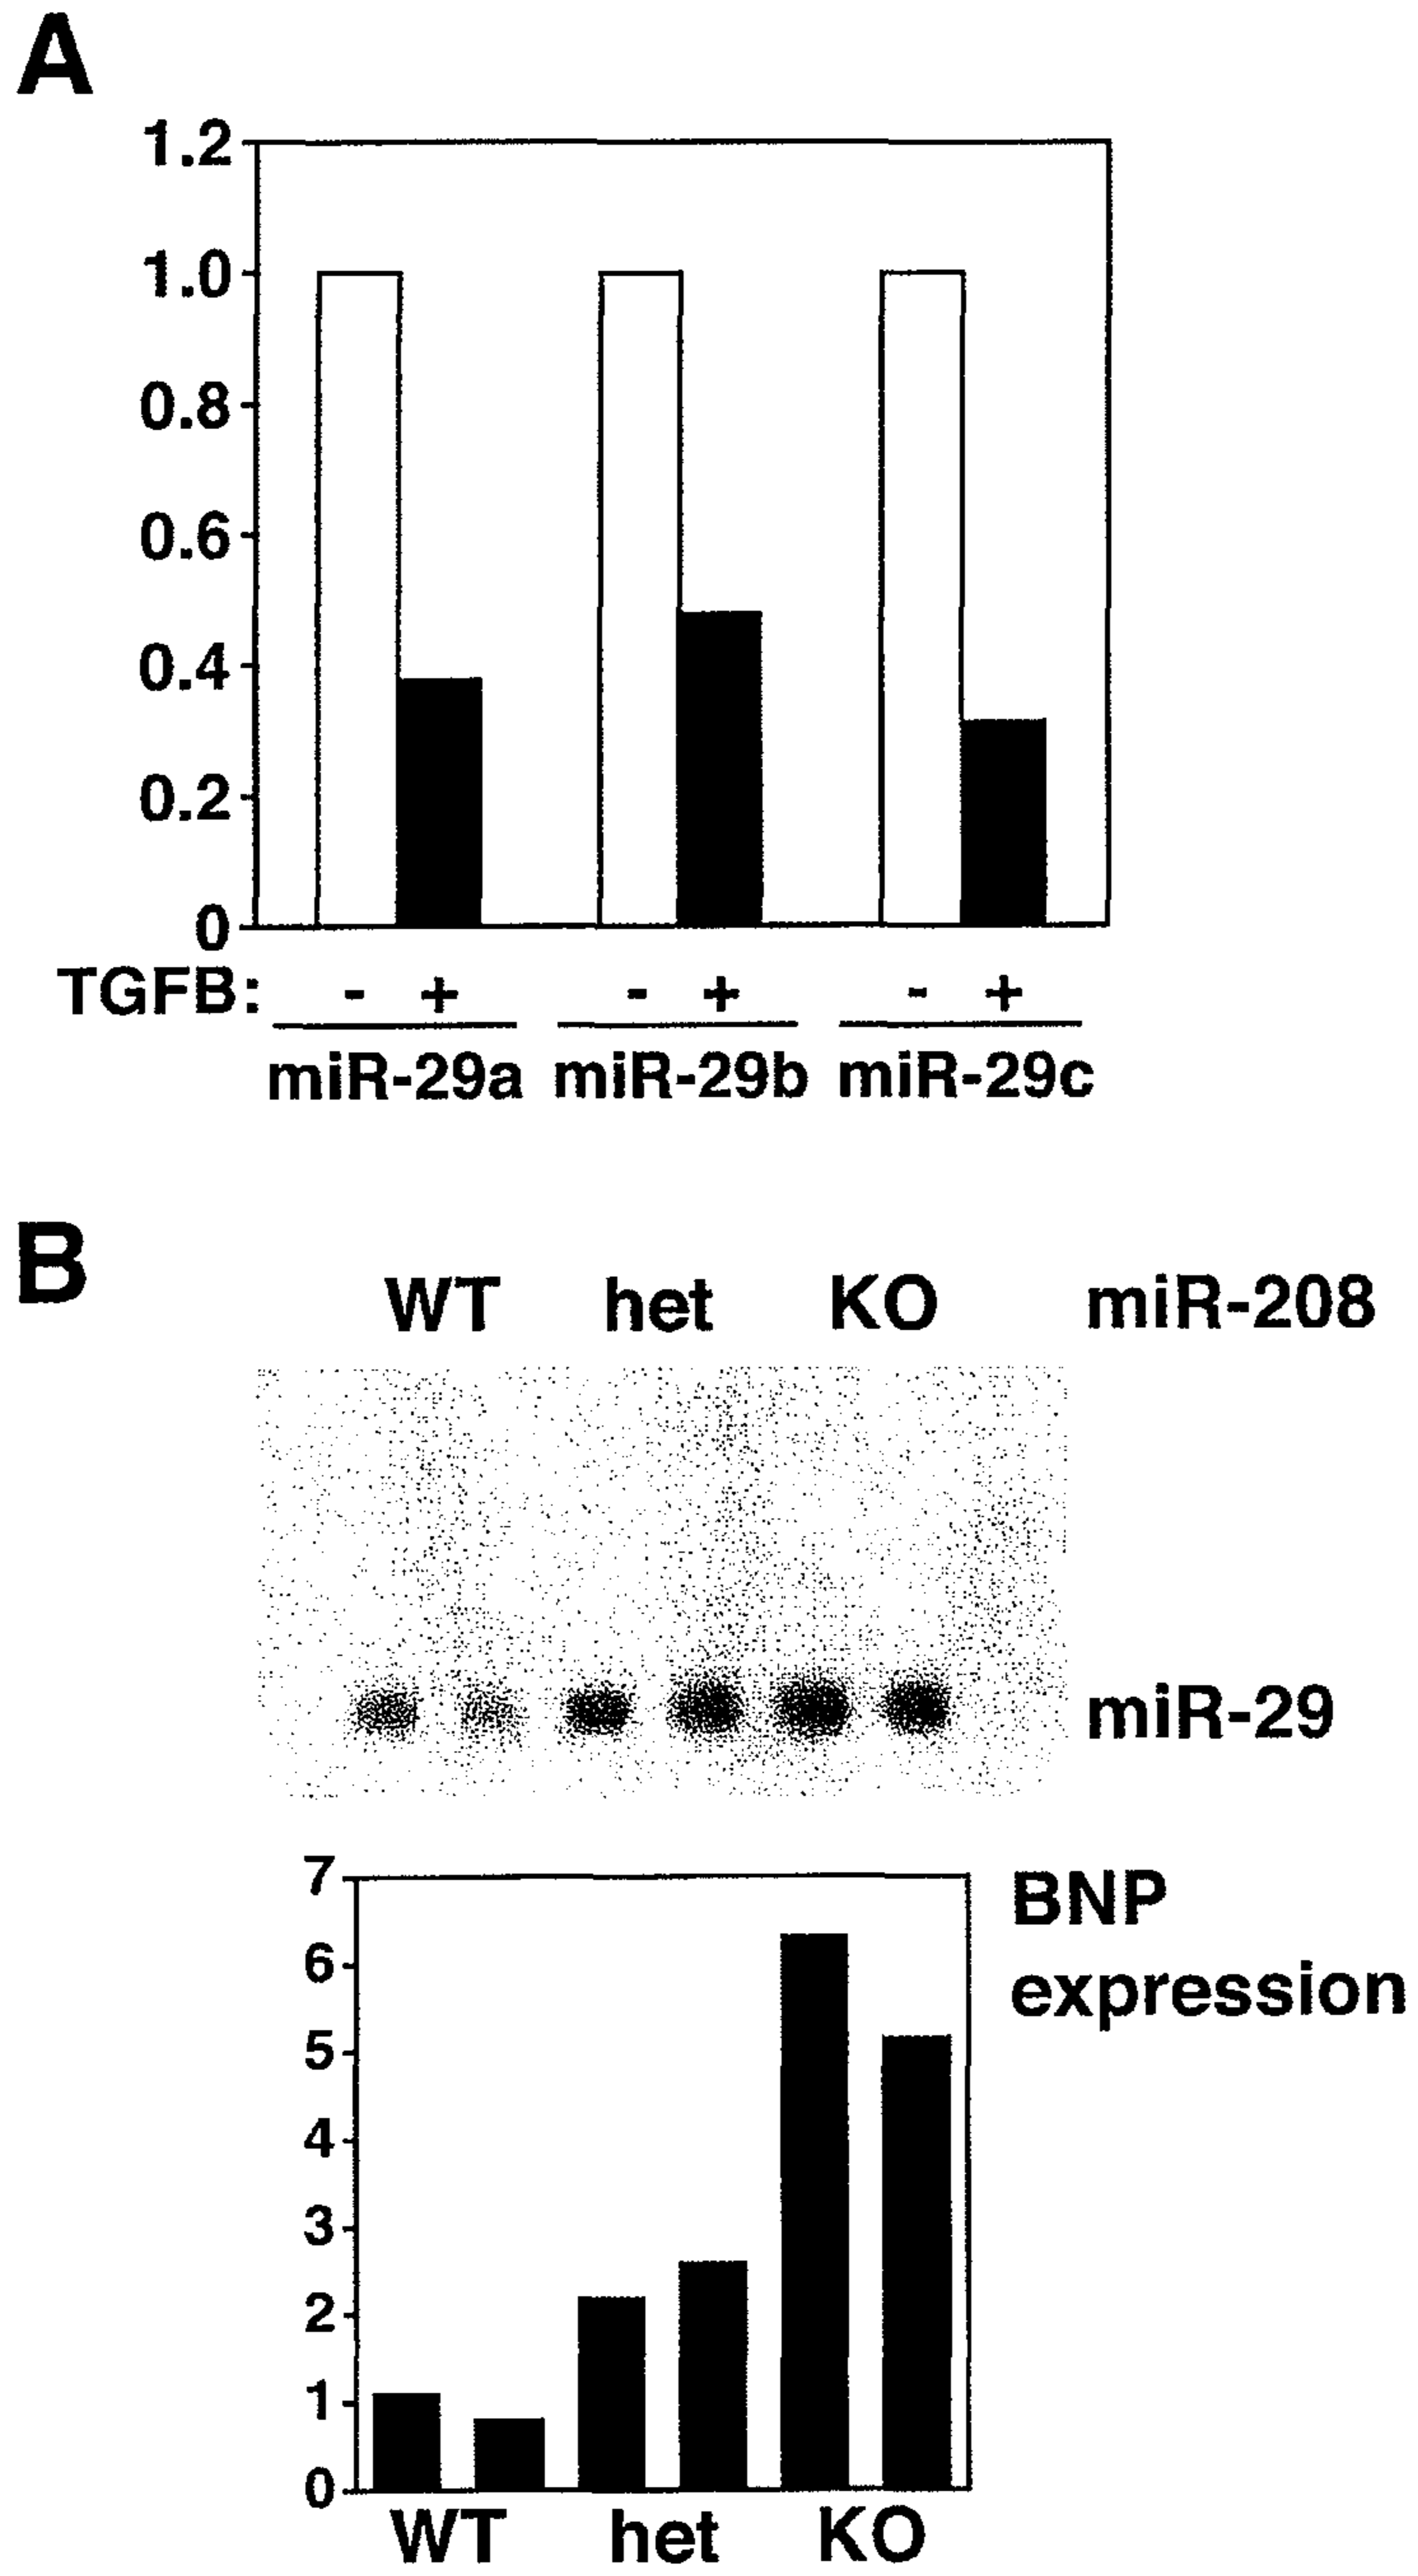 A
1.2
1.0
0.8
0.6
0.4
0.2
0
TGFB: - + - + - +
miR-29a miR-29b miR-29c
B
WT het KO miR-208
miR-29
7
6
5
4
3
2
1
0
BNP
expression
WT het KO